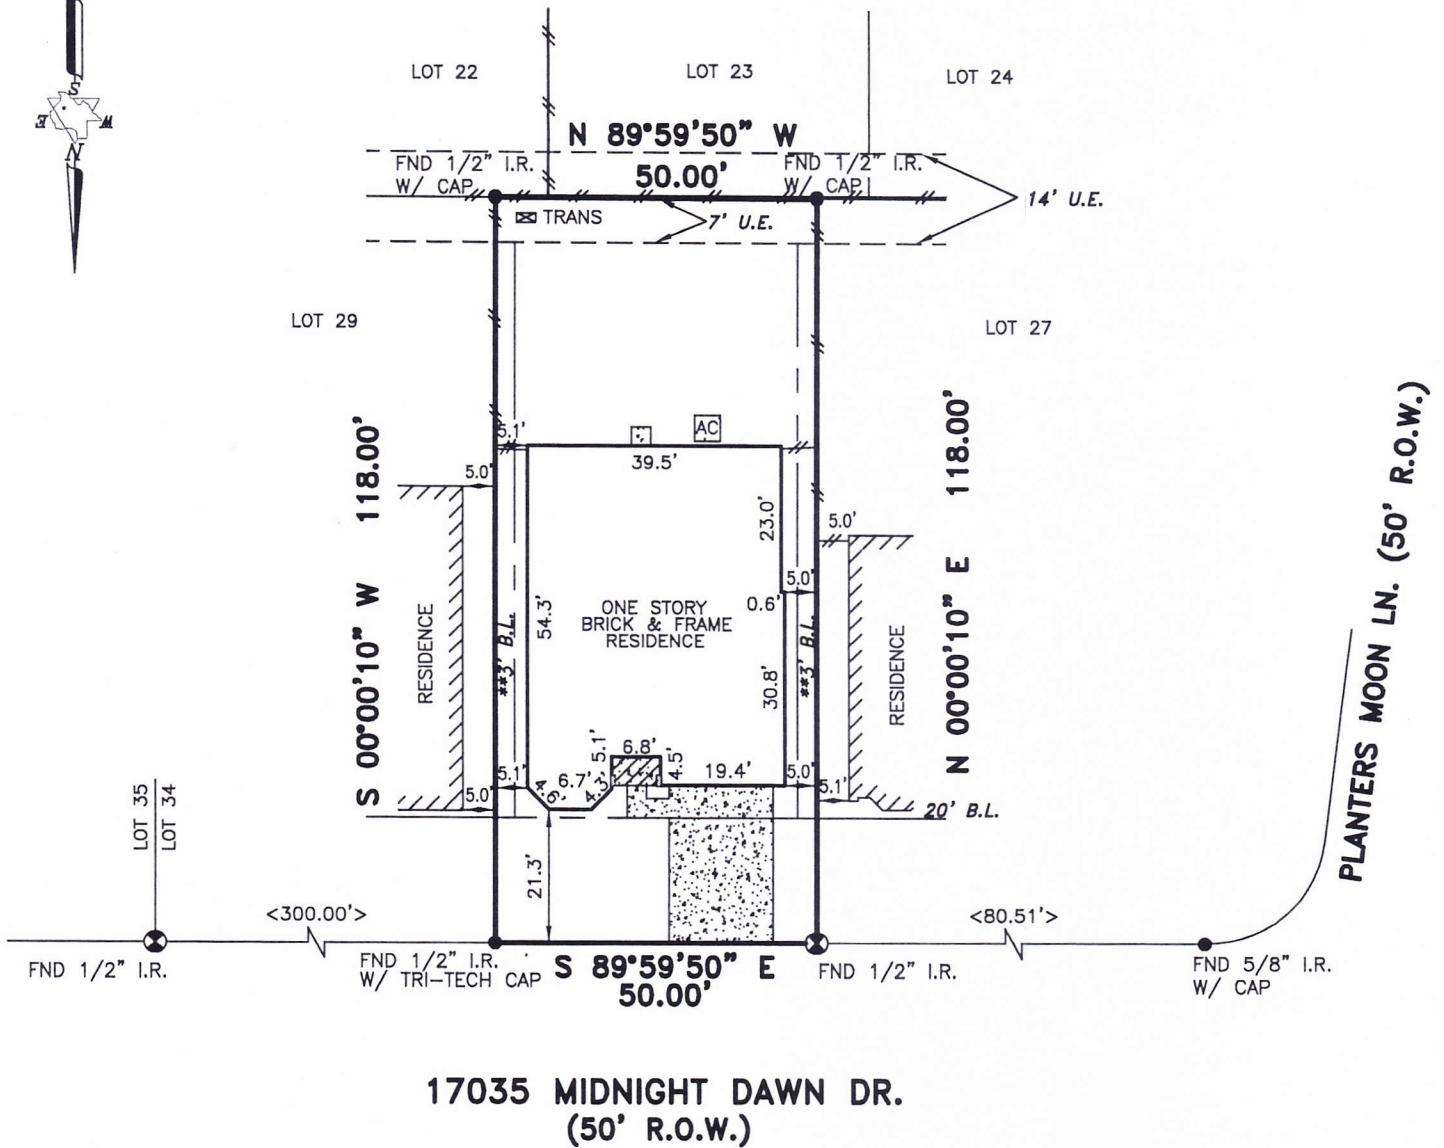 S
E
W
N
LOT 22
LOT 23
LOT 24
N 89°59'50" W
50.00'
FND 1/2" I.R.
W/ CAP
FND 1/2" I.R.
W/ CAP
14' U.E.
TRANS
7' U.E.
LOT 29
LOT 27
S 00°00'10" W 118.00'
N 00°00'10" E 118.00'
5.1'
AC
39.5'
5.0'
23.0'
5.0'
5.0'
0.6'
54.3'
ONE STORY
BRICK & FRAME
RESIDENCE
**3' B.L.
**3' B.L.
RESIDENCE
RESIDENCE
30.8'
5.1'
6.8'
4.5'
19.4'
5.0'
5.1'
6.7'
4.6'
4.3'
5.1'
5.0'
20' B.L.
LOT 35
LOT 34
21.3'
PLANTERS MOON LN. (50' R.O.W.)
<300.00'>
<80.51'>
FND 1/2" I.R.
FND 1/2" I.R.
W/ TRI-TECH CAP
S 89°59'50" E
50.00'
FND 1/2" I.R.
FND 5/8" I.R.
W/ CAP
17035 MIDNIGHT DAWN DR.
(50' R.O.W.)